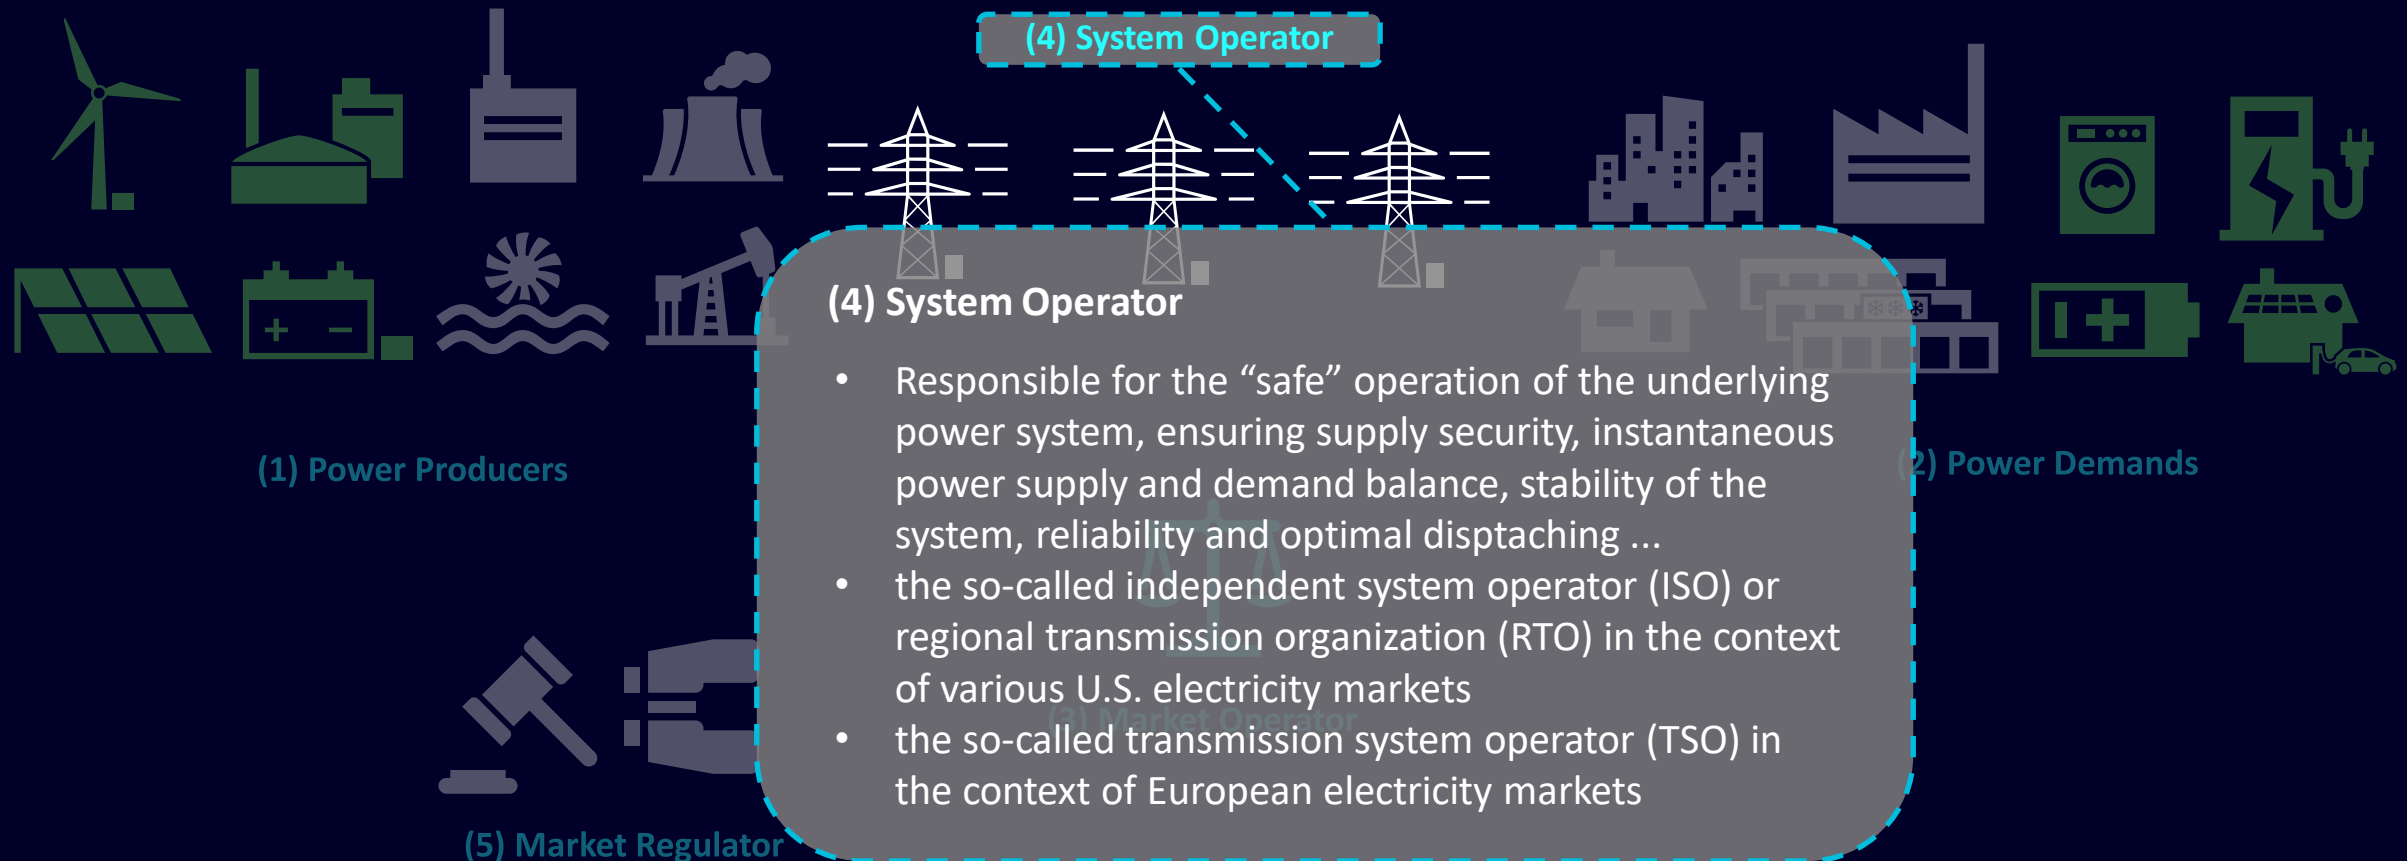 (4) System Operator
(4) System Operator
• Responsible for the “safe” operation of the underlying
power system, ensuring supply security, instantaneous
power supply and demand balance, stability of the
system, reliability and optimal disptaching ...
• the so-called independent system operator (ISO) or
regional transmission organization (RTO) in the context
of various U.S. electricity markets
• the so-called transmission system operator (TSO) in
the context of European electricity markets
(1) Power Producers
(2) Power Demands
(3) Market Operator
(5) Market Regulator